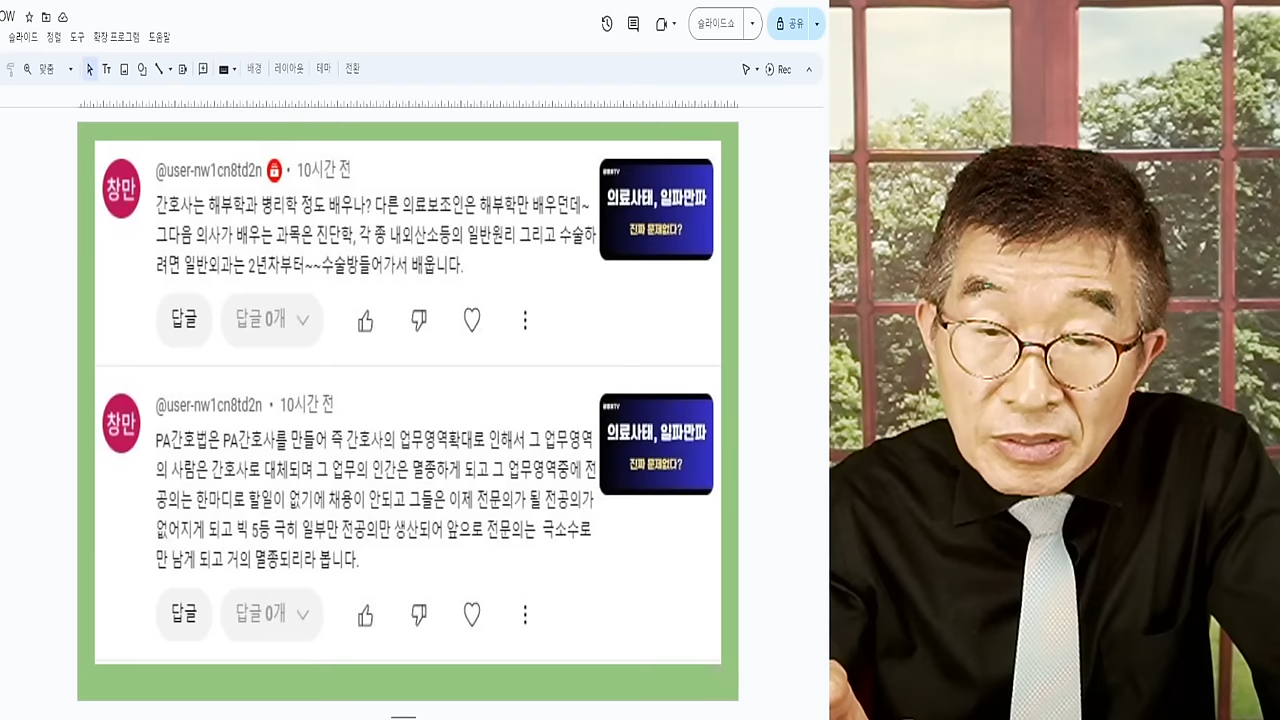 OW
슬라이드 정렬 도구 확장 프로그램 도움말
슬라이드쇼
공유
맞춤
Tт
배경 레이아웃 테마 전환
Rec
창만
@user-nw1cn8td2n • 10시간 전
간호사는 해부학과 병리학 정도 배우나? 다른 의료보조인은 해부학만 배우던데~
그다음 의사가 배우는 과목은 진단학, 각 종 내외산소등의 일반원리 그리고 수술하
려면 일반외과는 2년차부터~~수술방들어가서 배웁니다.
의료사태, 일파만파
진짜 문제없다?
답글
답글 0개
창만
@user-nw1cn8td2n • 10시간 전
PA간호법은 PA간호사를 만들어 즉 간호사의 업무영역확대로 인해서 그 업무영역
의 사람은 간호사로 대체되며 그 업무의 인간은 멸종하게 되고 그 업무영역중에 전
공의는 한마디로 할일이 없기에 채용이 안되고 그들은 이제 전문의가 될 전공의가
없어지게 되고 빅 5등 극히 일부만 전공의만 생산되어 앞으로 전문의는 극소수로
만 남게 되고 거의 멸종되리라 봅니다.
의료사태, 일파만파
진짜 문제없다?
답글
답글 0개